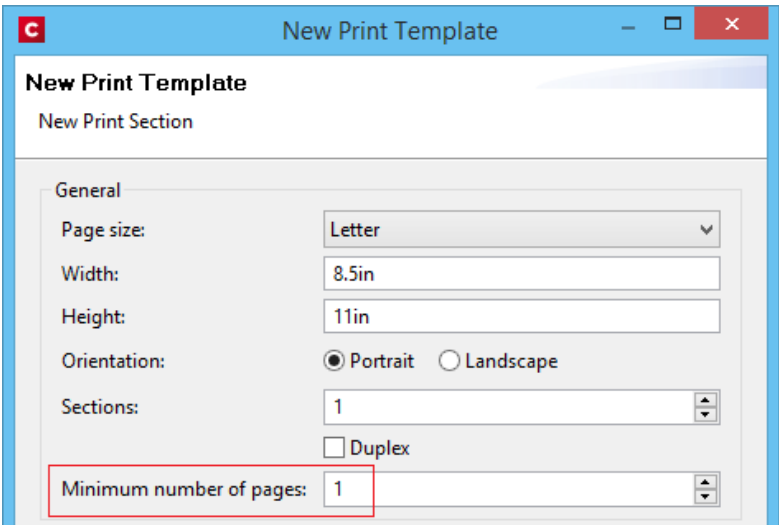 C New Print Template
New Print Template
New Print Section
General
Page size: Letter
Width: 8.5in
Height: 11in
Orientation: Portrait Landscape
Sections: 1
Duplex
Minimum number of pages: 1